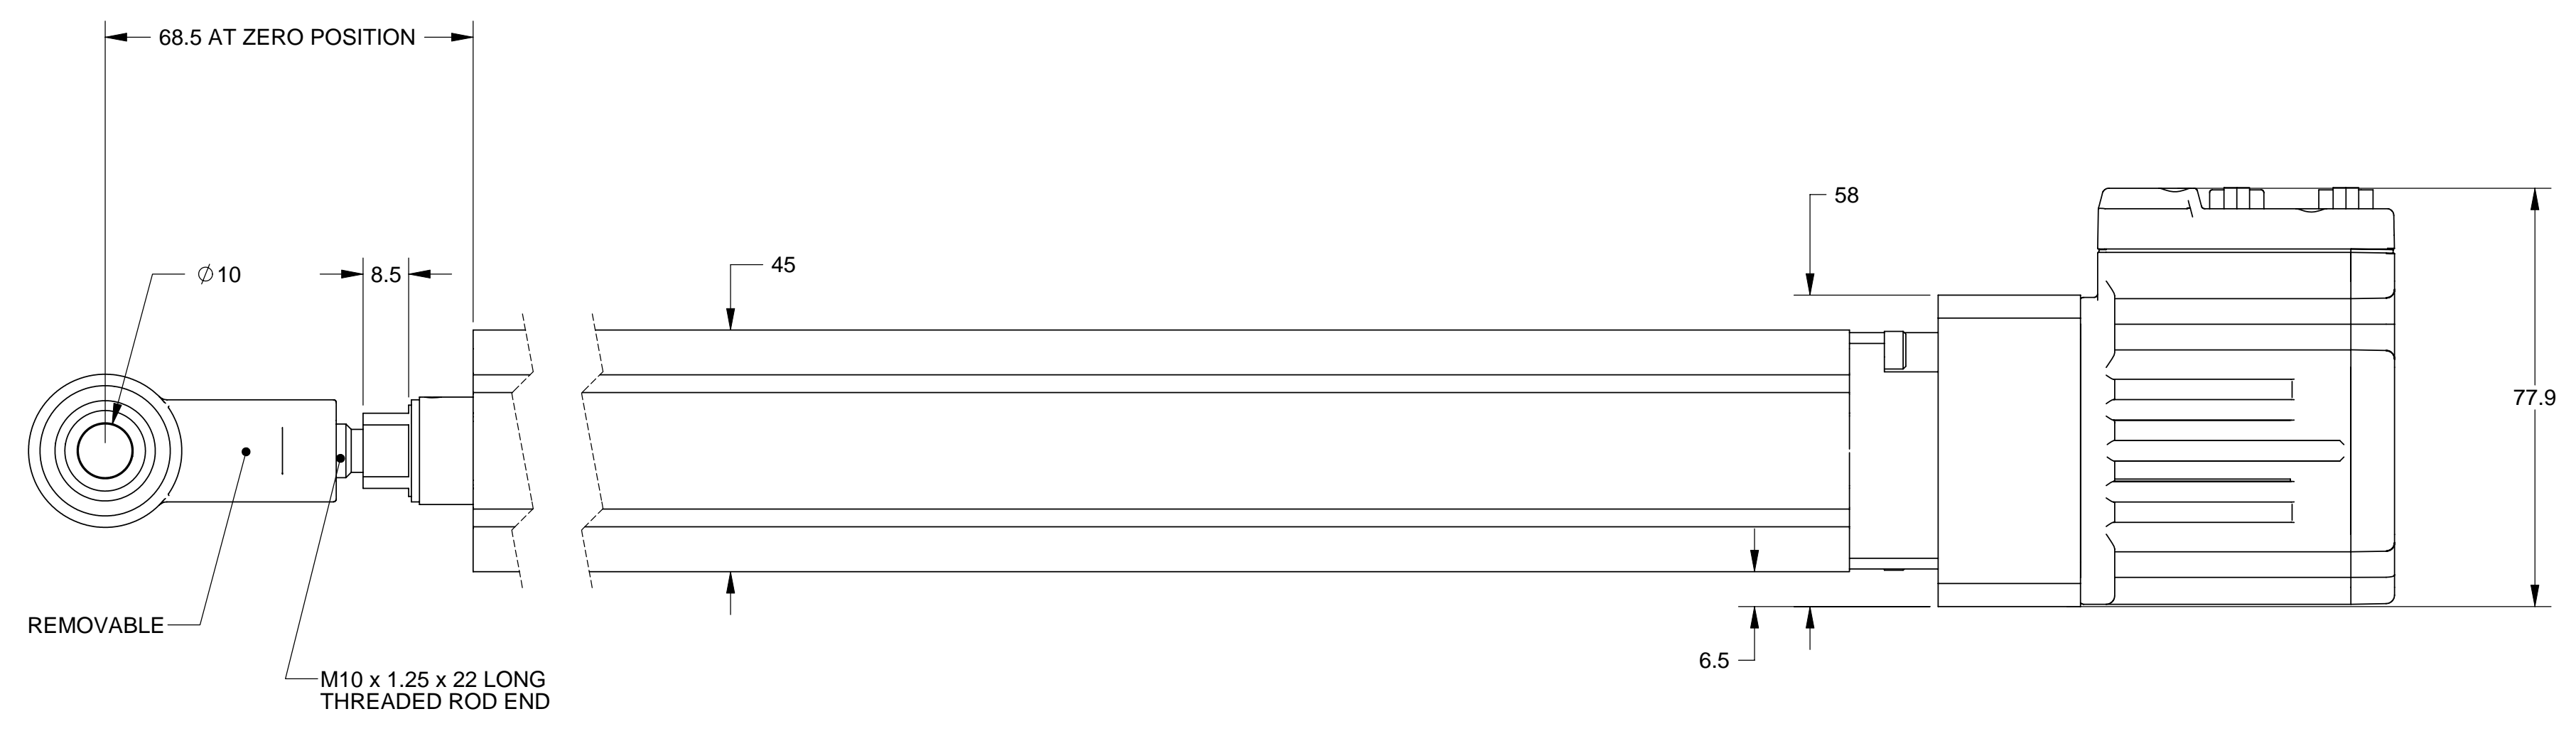 68.5 AT ZERO POSITION
58
45
∅10
8.5
77.9
REMOVABLE
6.5
M10 x 1.25 x 22 LONG
THREADED ROD END